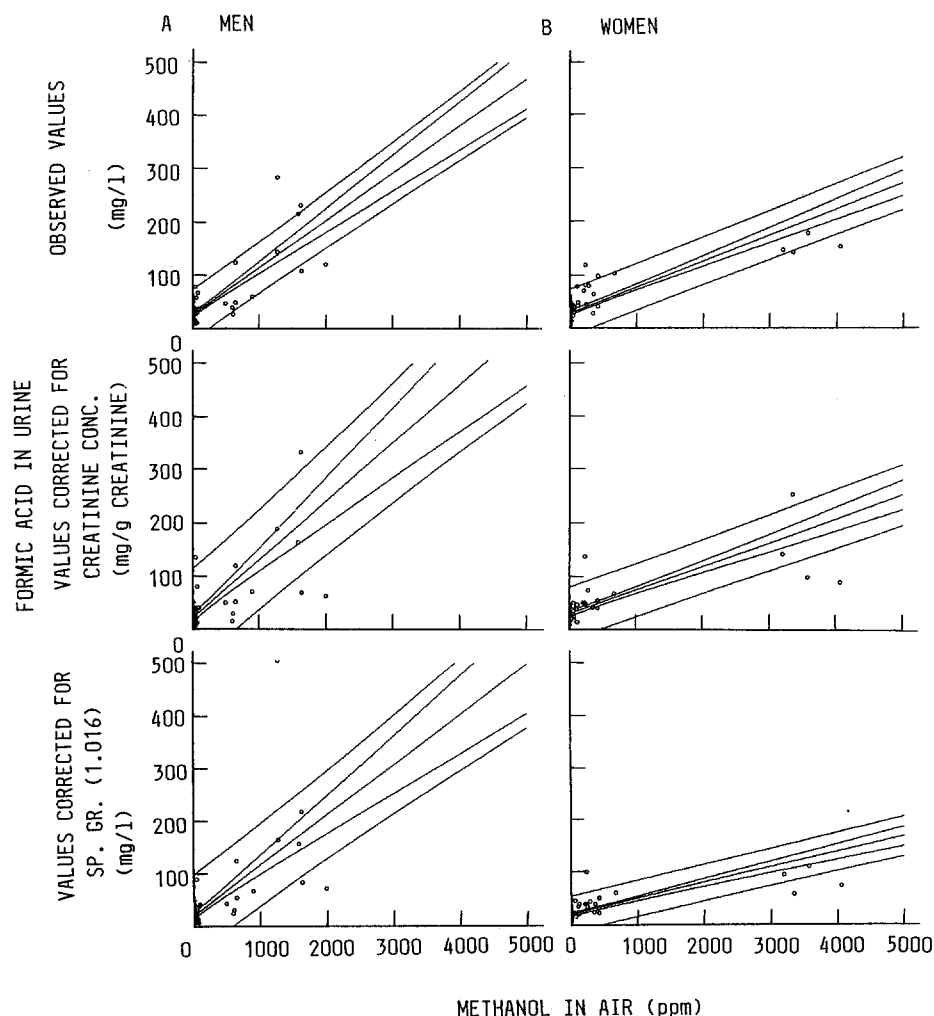 A MEN
B WOMEN
OBSERVED VALUES
(mg/l)
500
400
300
200
100
0
FORMIC ACID IN URINE
VALUES CORRECTED FOR
CREATININE CONC.
(mg/g CREATININE)
500
400
300
200
100
0
VALUES CORRECTED FOR
SP. GR. (1.016)
(mg/l)
500
400
300
200
100
0 1000 2000 3000 4000 5000
0 1000 2000 3000 4000 5000
METHANOL IN AIR (ppm)